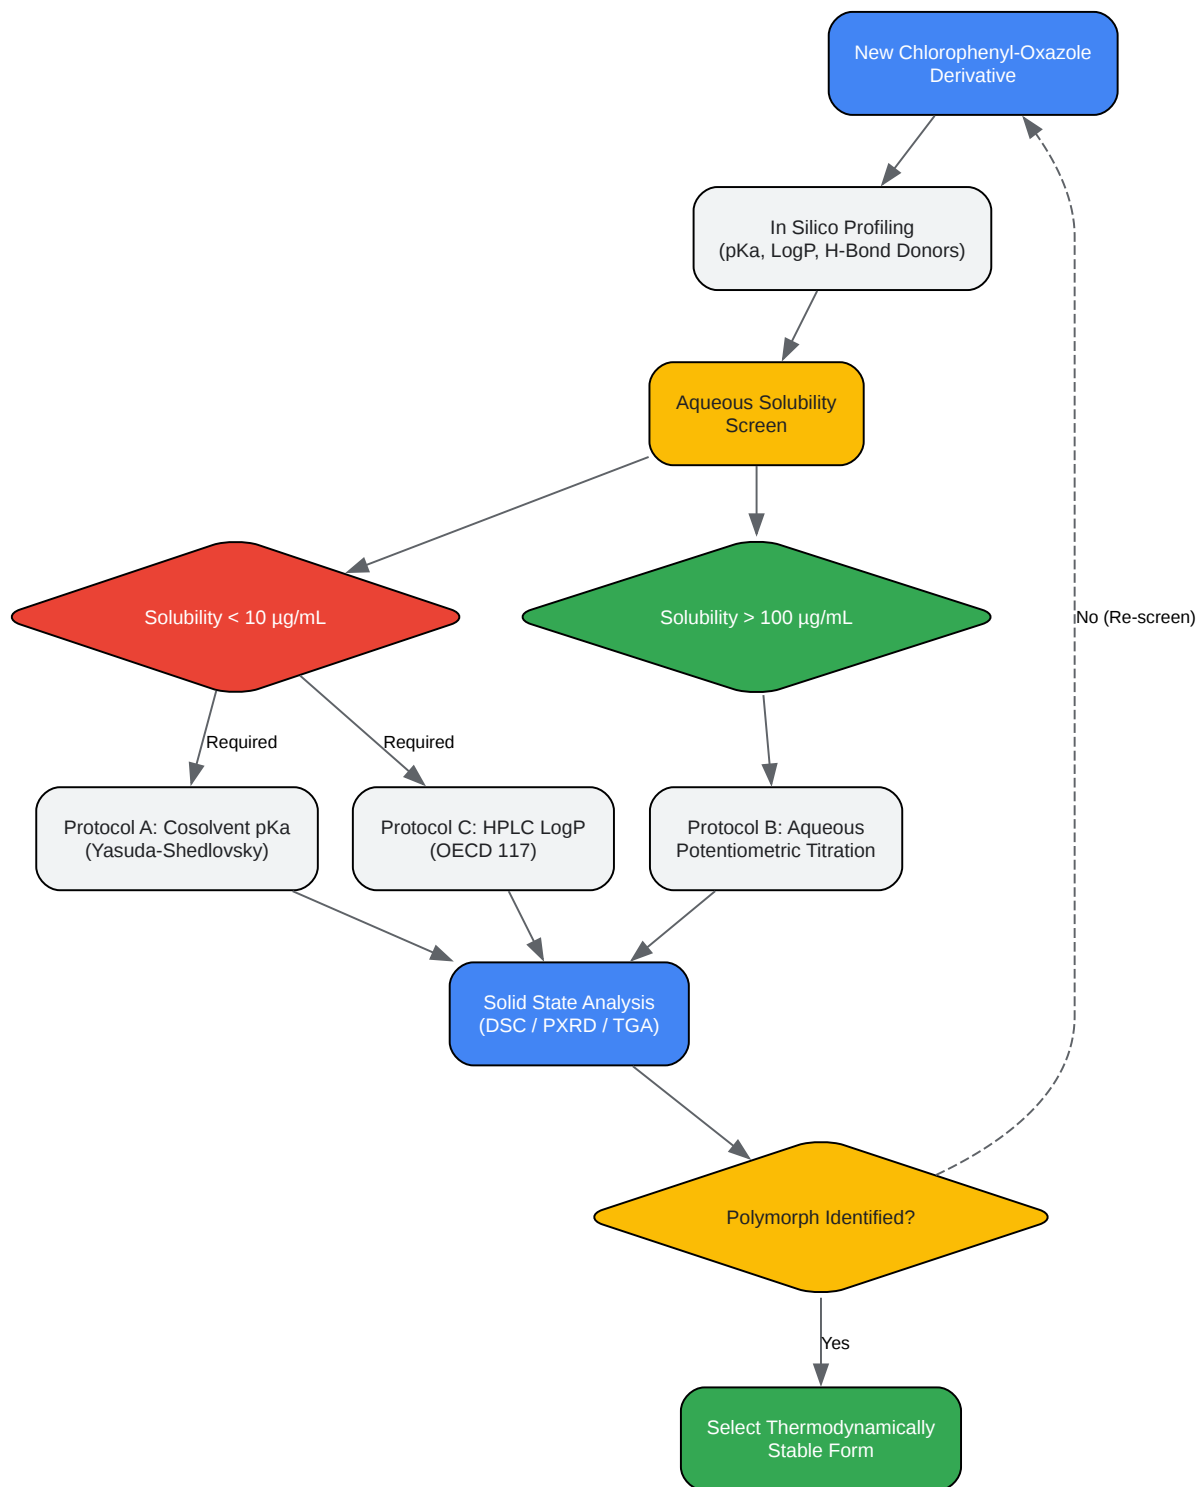 New Chlorophenyl-Oxazole
Derivative
In Silico Profiling
(pKa, LogP, H-Bond Donors)
Aqueous Solubility
Screen
Solubility < 10 µg/mL
Solubility > 100 µg/mL
No (Re-screen)
Required
Required
Protocol A: Cosolvent pKa
(Yasuda-Shedlovsky)
Protocol C: HPLC LogP
(OECD 117)
Protocol B: Aqueous
Potentiometric Titration
Solid State Analysis
(DSC / PXRD / TGA)
Polymorph Identified?
Yes
Select Thermodynamically
Stable Form